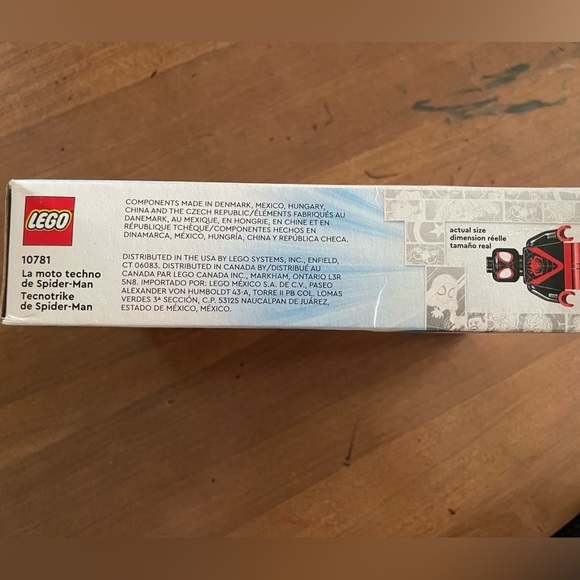 LEGO
10781
La moto techno
de Spider-Man
Tecnotrike
de Spider-Man
COMPONENTS MADE IN DENMARK, MEXICO, HUNGARY,
CHINA AND THE CZECH REPUBLIC/ÉLÉMENTS FABRIQUÉS AU
DANEMARK, AU MEXIQUE, EN HONGRIE, EN CHINE ET EN
RÉPUBLIQUE TCHÈQUE/COMPONENTES HECHOS EN
DINAMARCA, MÉXICO, HUNGRÍA, CHINA Y REPÚBLICA CHECA.
DISTRIBUTED IN THE USA BY LEGO SYSTEMS, INC., ENFIELD,
CT 06083. DISTRIBUTED IN CANADA BY/DISTRIBUÉ AU
CANADA PAR LEGO CANADA INC., MARKHAM, ONTARIO L3R
5N8. IMPORTADO POR: LEGO MÉXICO S.A. DE C.V., PASEO
ALEXANDER VON HUMBOLDT 43-A, TORRE II PB COL. LOMAS
VERDES 3ª SECCIÓN, C.P. 53125 NAUCALPAN DE JUÁREZ,
ESTADO DE MÉXICO, MÉXICO.
actual size
dimension réelle
tamaño real